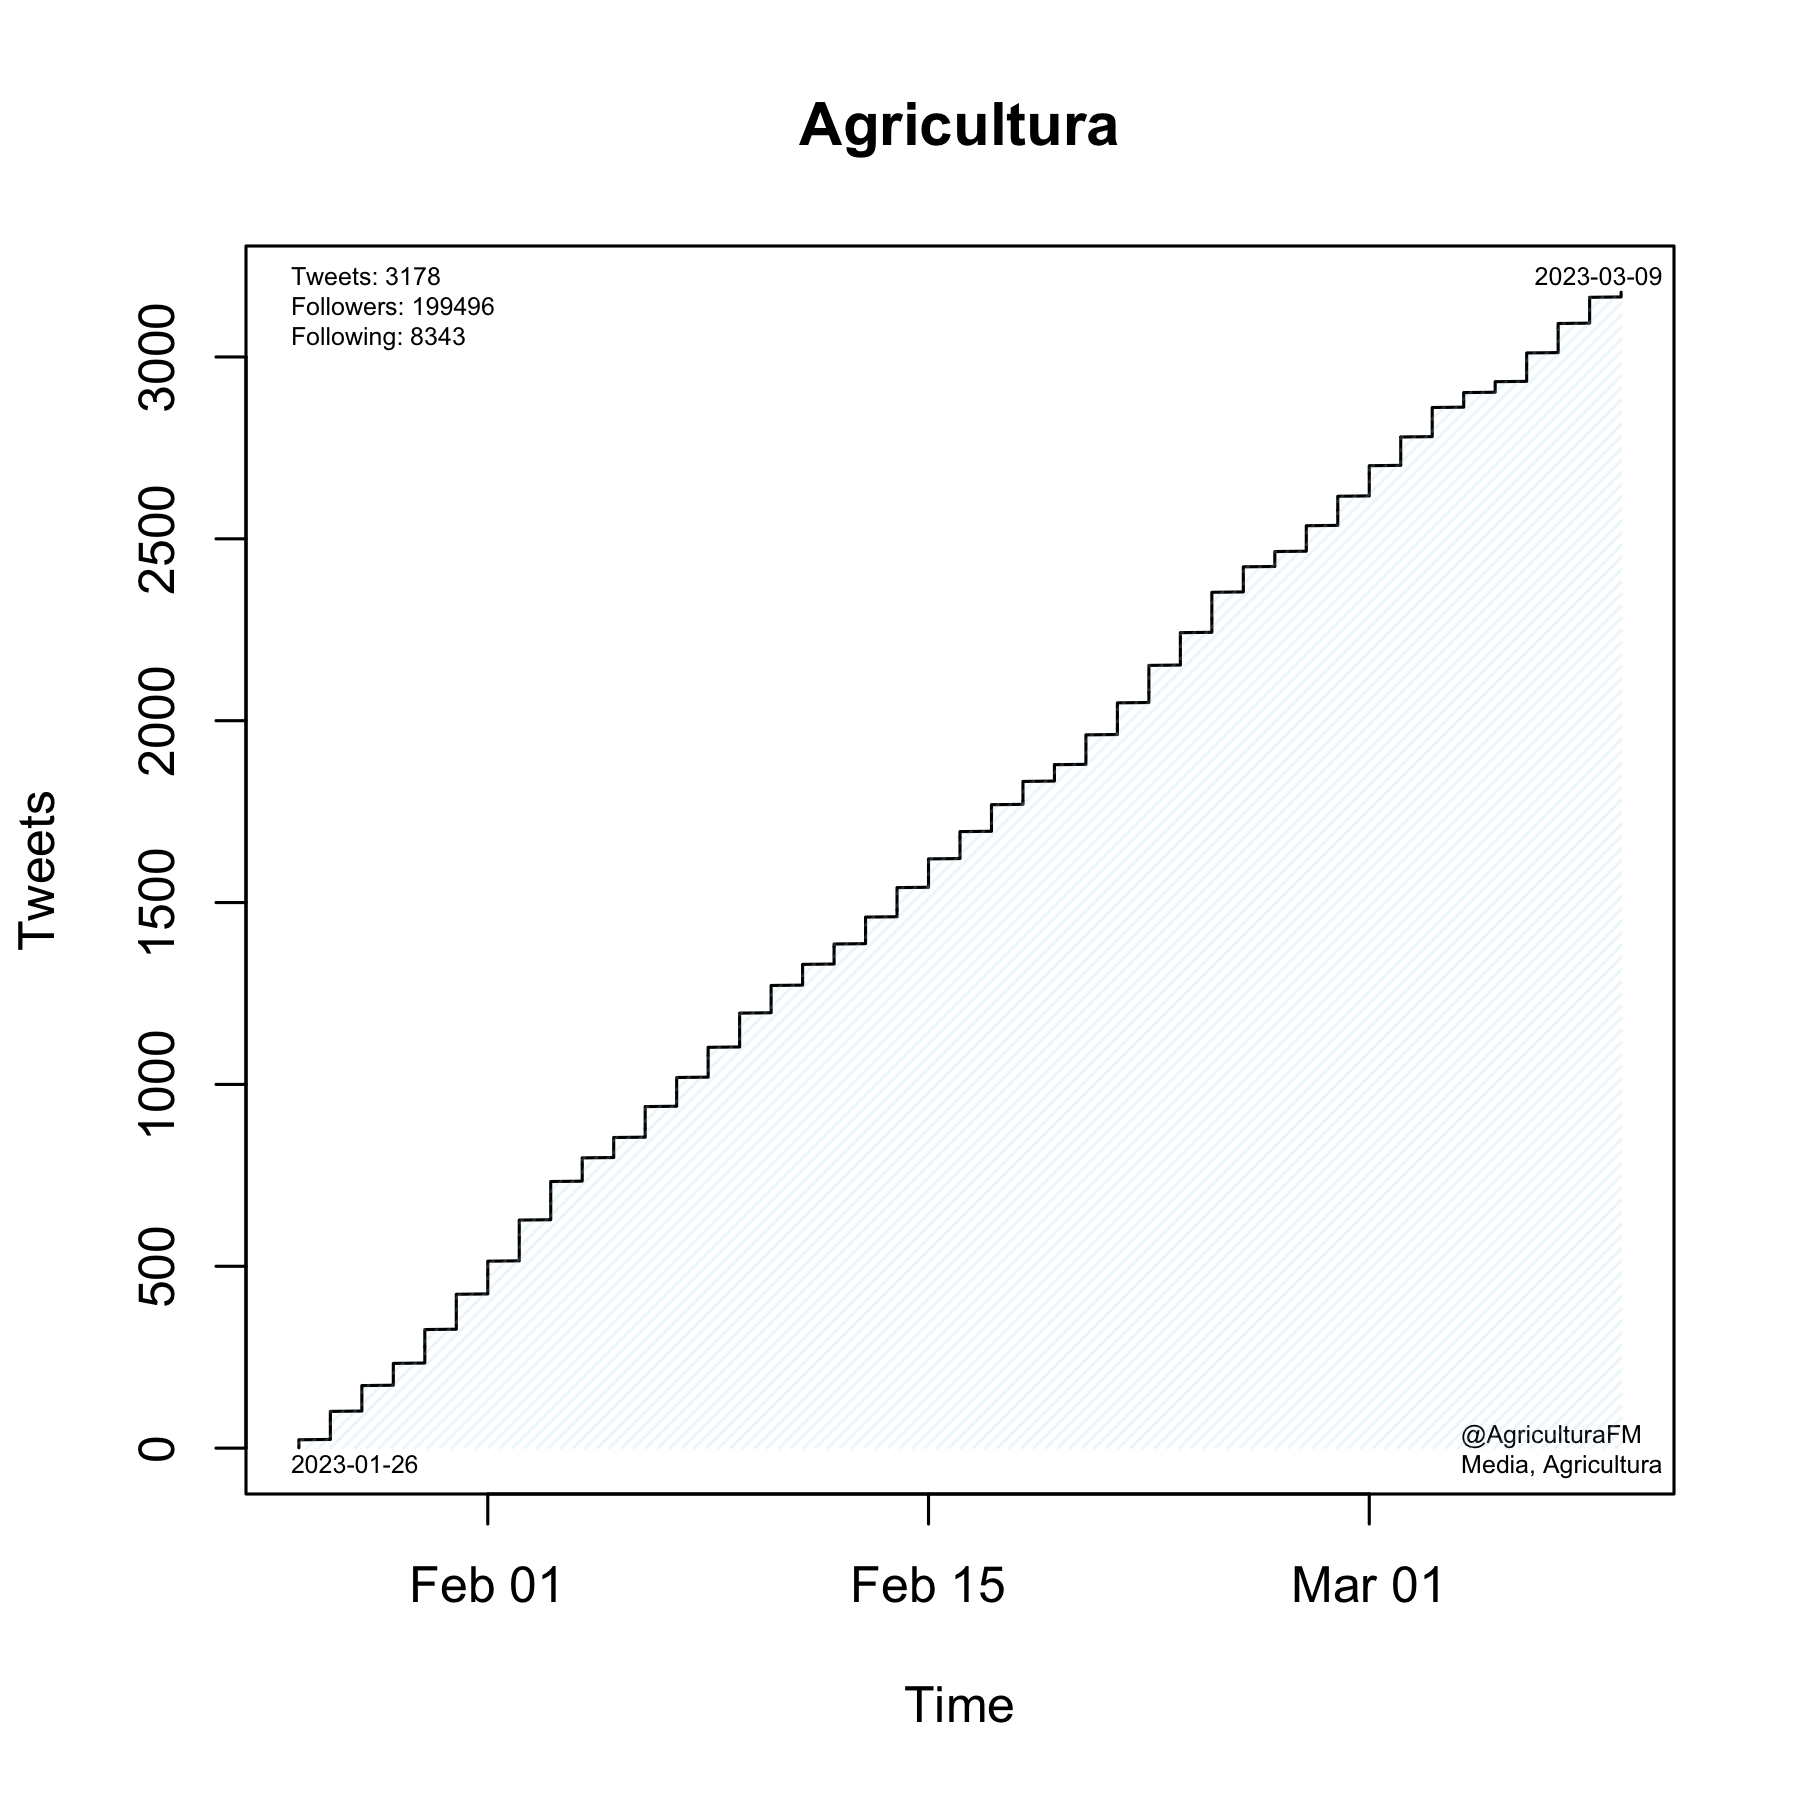 Agricultura
Tweets: 3178
Followers: 199496
Following: 8343
2023-03-09
Tweets
3000
2500
2000
1500
1000
500
0
2023-01-26
@AgriculturaFM
Media, Agricultura
Feb 01
Feb 15
Mar 01
Time